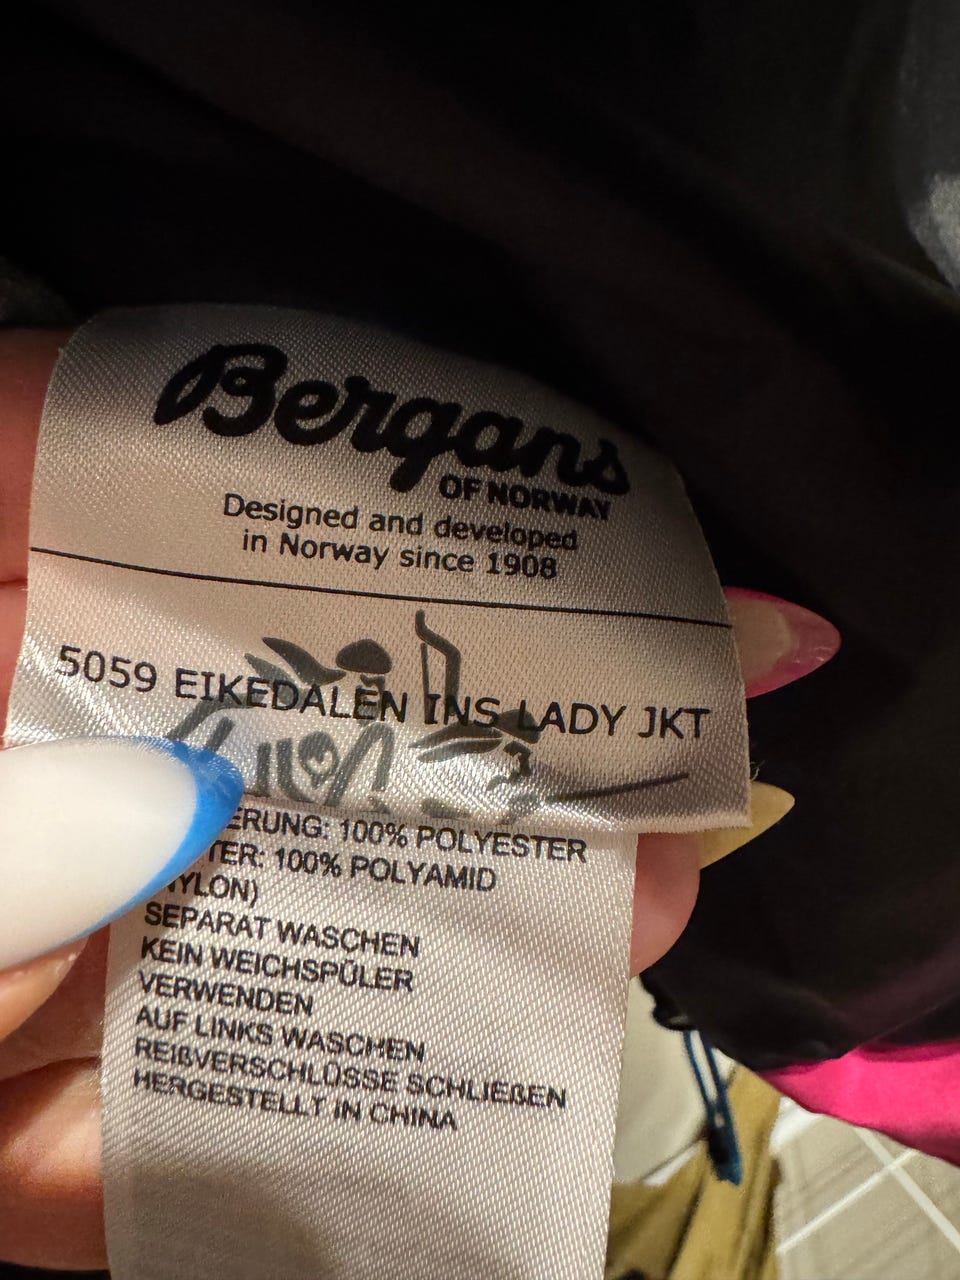 Bergans
OF NORWAY
Designed and developed
in Norway since 1908
5059 EIKEDALEN INS LADY JKT
ERUNG: 100% POLYESTER
TER: 100% POLYAMID
NYLON)
SEPARAT WASCHEN
KEIN WEICHSPÜLER
VERWENDEN
AUF LINKS WASCHEN
REIßVERSCHLÜSSE SCHLIEßEN
HERGESTELLT IN CHINA